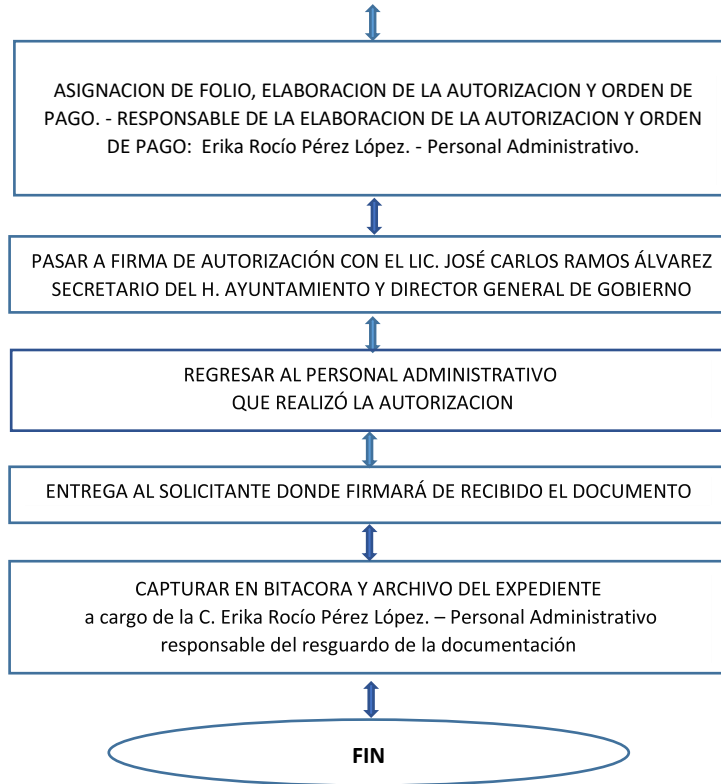 ASIGNACION DE FOLIO, ELABORACION DE LA AUTORIZACION Y ORDEN DE
PAGO. - RESPONSABLE DE LA ELABORACION DE LA AUTORIZACION Y ORDEN
DE PAGO: Erika Rocío Pérez López. - Personal Administrativo.
PASAR A FIRMA DE AUTORIZACIÓN CON EL LIC. JOSÉ CARLOS RAMOS ÁLVAREZ
SECRETARIO DEL H. AYUNTAMIENTO Y DIRECTOR GENERAL DE GOBIERNO
REGRESAR AL PERSONAL ADMINISTRATIVO
QUE REALIZÓ LA AUTORIZACION
ENTREGA AL SOLICITANTE DONDE FIRMARÁ DE RECIBIDO EL DOCUMENTO
CAPTURAR EN BITACORA Y ARCHIVO DEL EXPEDIENTE
a cargo de la C. Erika Rocío Pérez López. – Personal Administrativo
responsable del resguardo de la documentación
FIN